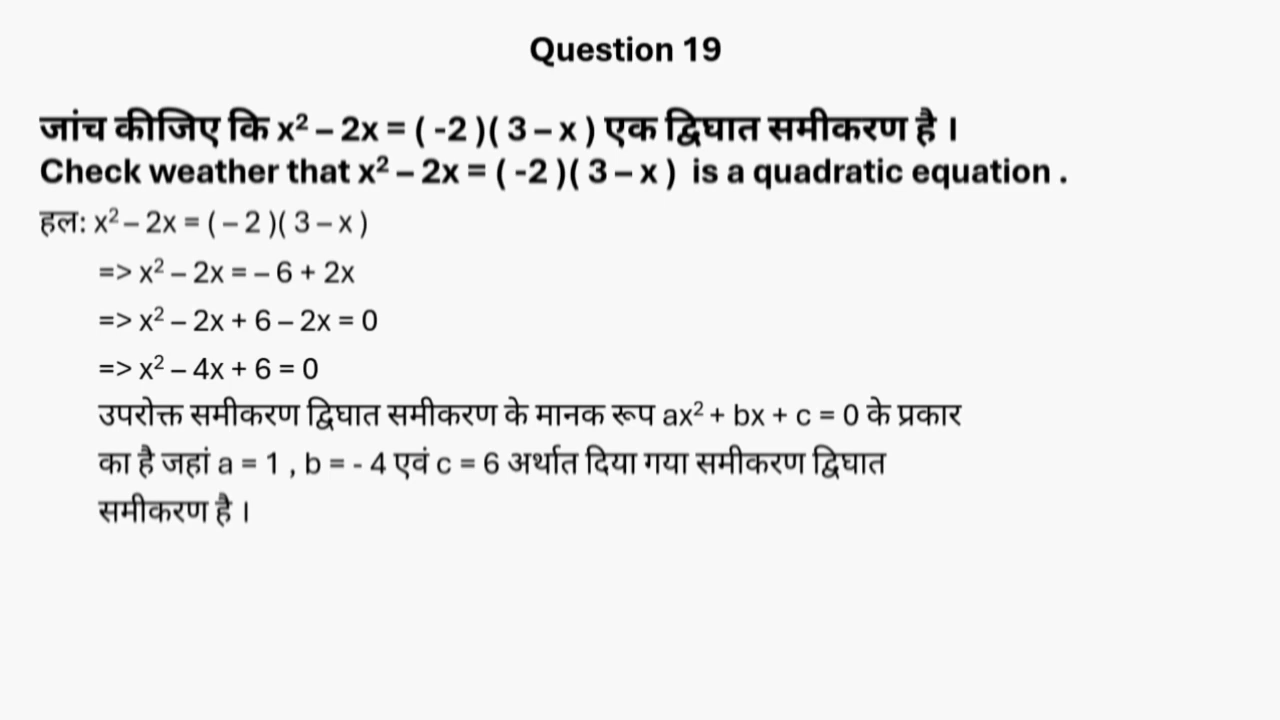 Question 19
जांच कीजिए कि x² – 2x = ( -2 )( 3 – x ) एक द्विघात समीकरण है ।
Check weather that x² – 2x = ( -2 )( 3 – x ) is a quadratic equation .
हल: x² – 2x = ( – 2 )( 3 – x )
=> x² – 2x = – 6 + 2x
=> x² – 2x + 6 – 2x = 0
=> x² – 4x + 6 = 0
उपरोक्त समीकरण द्विघात समीकरण के मानक रूप ax² + bx + c = 0 के प्रकार
का है जहां a = 1 , b = - 4 एवं c = 6 अर्थात दिया गया समीकरण द्विघात
समीकरण है ।